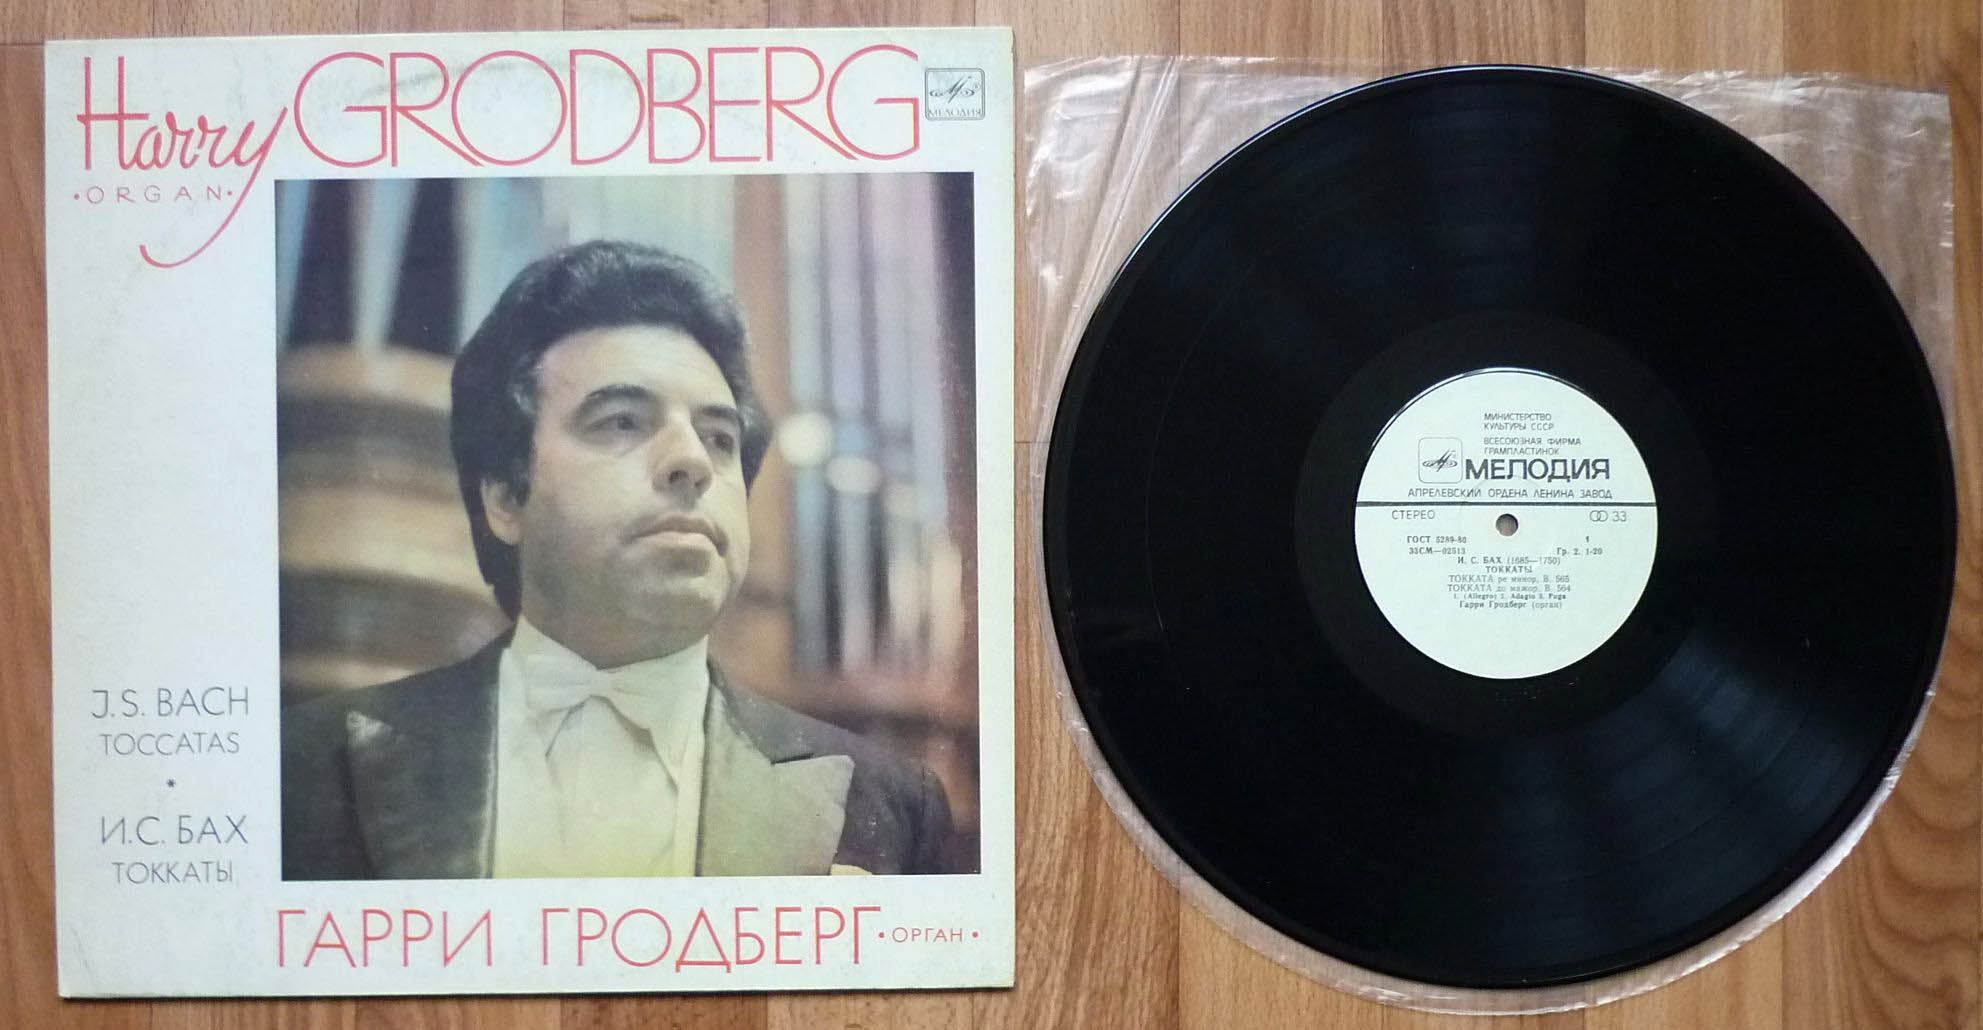 Harry GRODBERG
·ORGAN·
МЕЛОДИЯ
J.S. BACH
TOCCATAS
*
И.С. БАХ
ТОККАТЫ
ГАРРИ ГРОДБЕРГ ·ОРГАН·
МИНИСТЕРСТВО
КУЛЬТУРЫ СССР
ВСЕСОЮЗНАЯ ФИРМА
ГРАМПЛАСТИНОК
МЕЛОДИЯ
АПРЕЛЕВСКИЙ ОРДЕНА ЛЕНИНА ЗАВОД
СТЕРЕО 33
ГОСТ 5289-80 1
33СМ—02513 Гр. 2. 1-20
И. С. БАХ (1685—1750)
ТОККАТЫ
ТОККАТА ре минор, В. 565
ТОККАТА до мажор, В. 564
1. (Allegro) 2. Adagio 3. Fuga
Гарри Гродберг (орган)